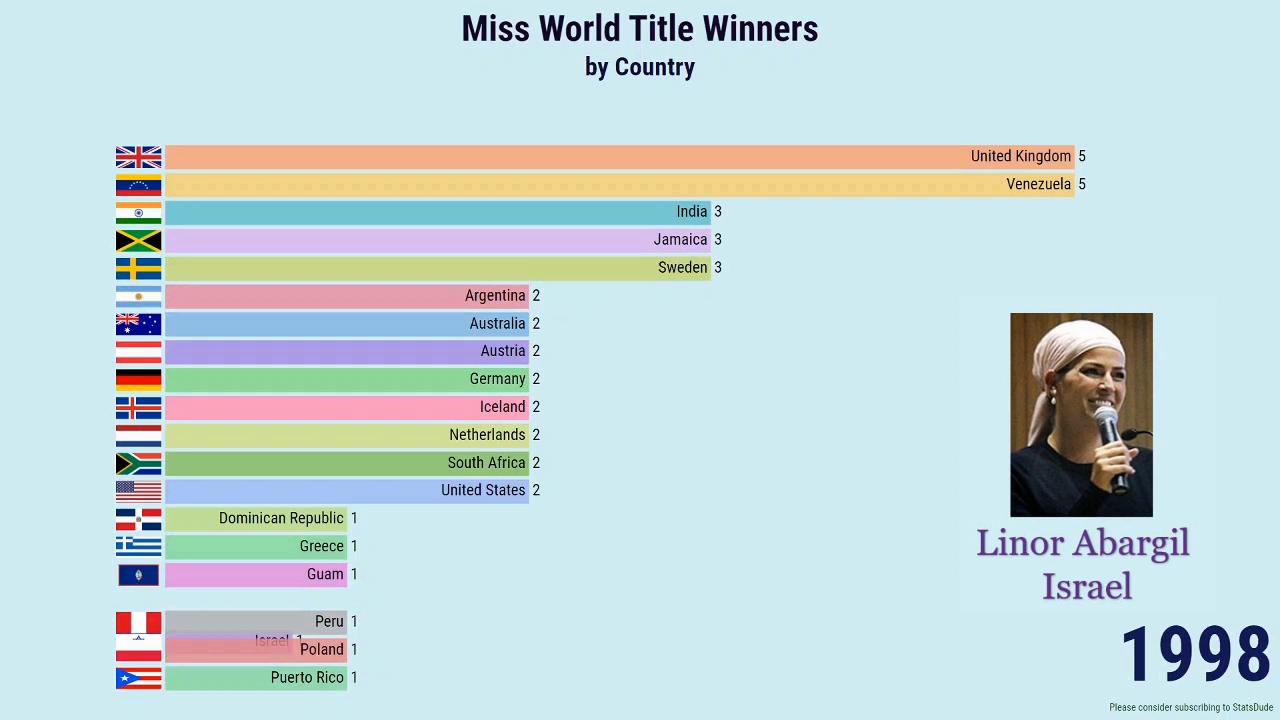 Miss World Title Winners
by Country
United Kingdom 5
Venezuela 5
India 3
Jamaica 3
Sweden 3
Argentina 2
Australia 2
Austria 2
Germany 2
Iceland 2
Netherlands 2
South Africa 2
United States 2
Dominican Republic 1
Greece 1
Guam 1
Peru 1
Israel 1
Poland 1
Puerto Rico 1
Linor Abargil
Israel
1998
Please consider subscribing to StatsDude